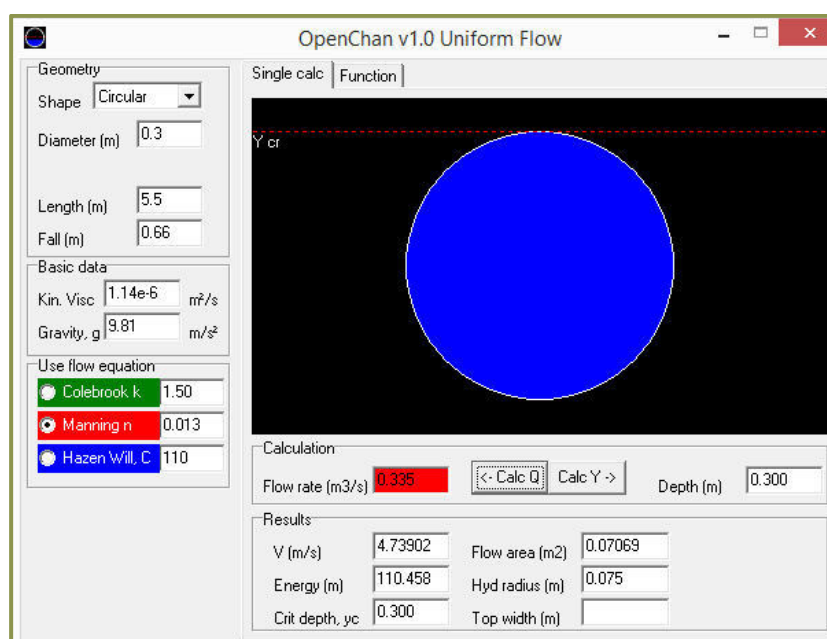 OpenChan v1.0 Uniform Flow
Geometry
Shape Circular
Diameter (m) 0.3
Length (m) 5.5
Fall (m) 0.66
Basic data
Kin. Visc 1.14e-6 m²/s
Gravity, g 9.81 m/s²
Use flow equation
Colebrook k 1.50
Manning n 0.013
Hazen Will, C 110
Single calc Function
Y cr
Calculation
Flow rate (m3/s) 0.335 <- Calc Q Calc Y -> Depth (m) 0.300
Results
V (m/s) 4.73902 Flow area (m2) 0.07069
Energy (m) 110.458 Hyd radius (m) 0.075
Crit depth, yc 0.300 Top width (m)